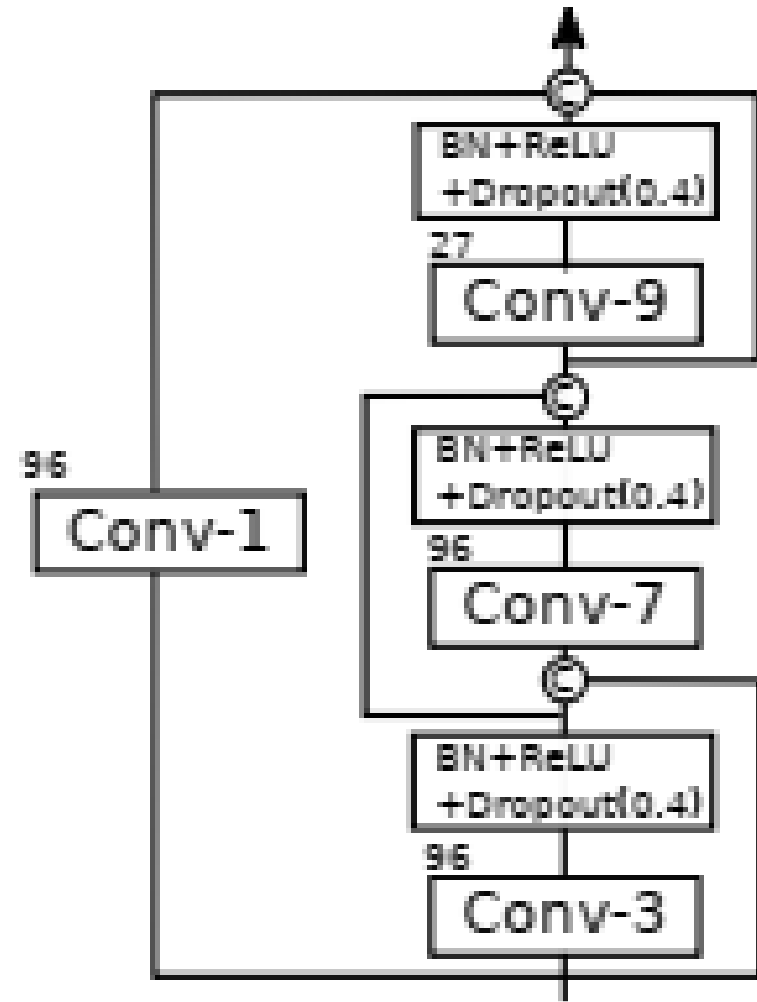 C
BN+ReLU
+Dropout(0.4)
27
Conv-9
C
BN+ReLU
+Dropout(0.4)
96
Conv-1
96
Conv-7
C
BN+ReLU
+Dropout(0.4)
96
Conv-3